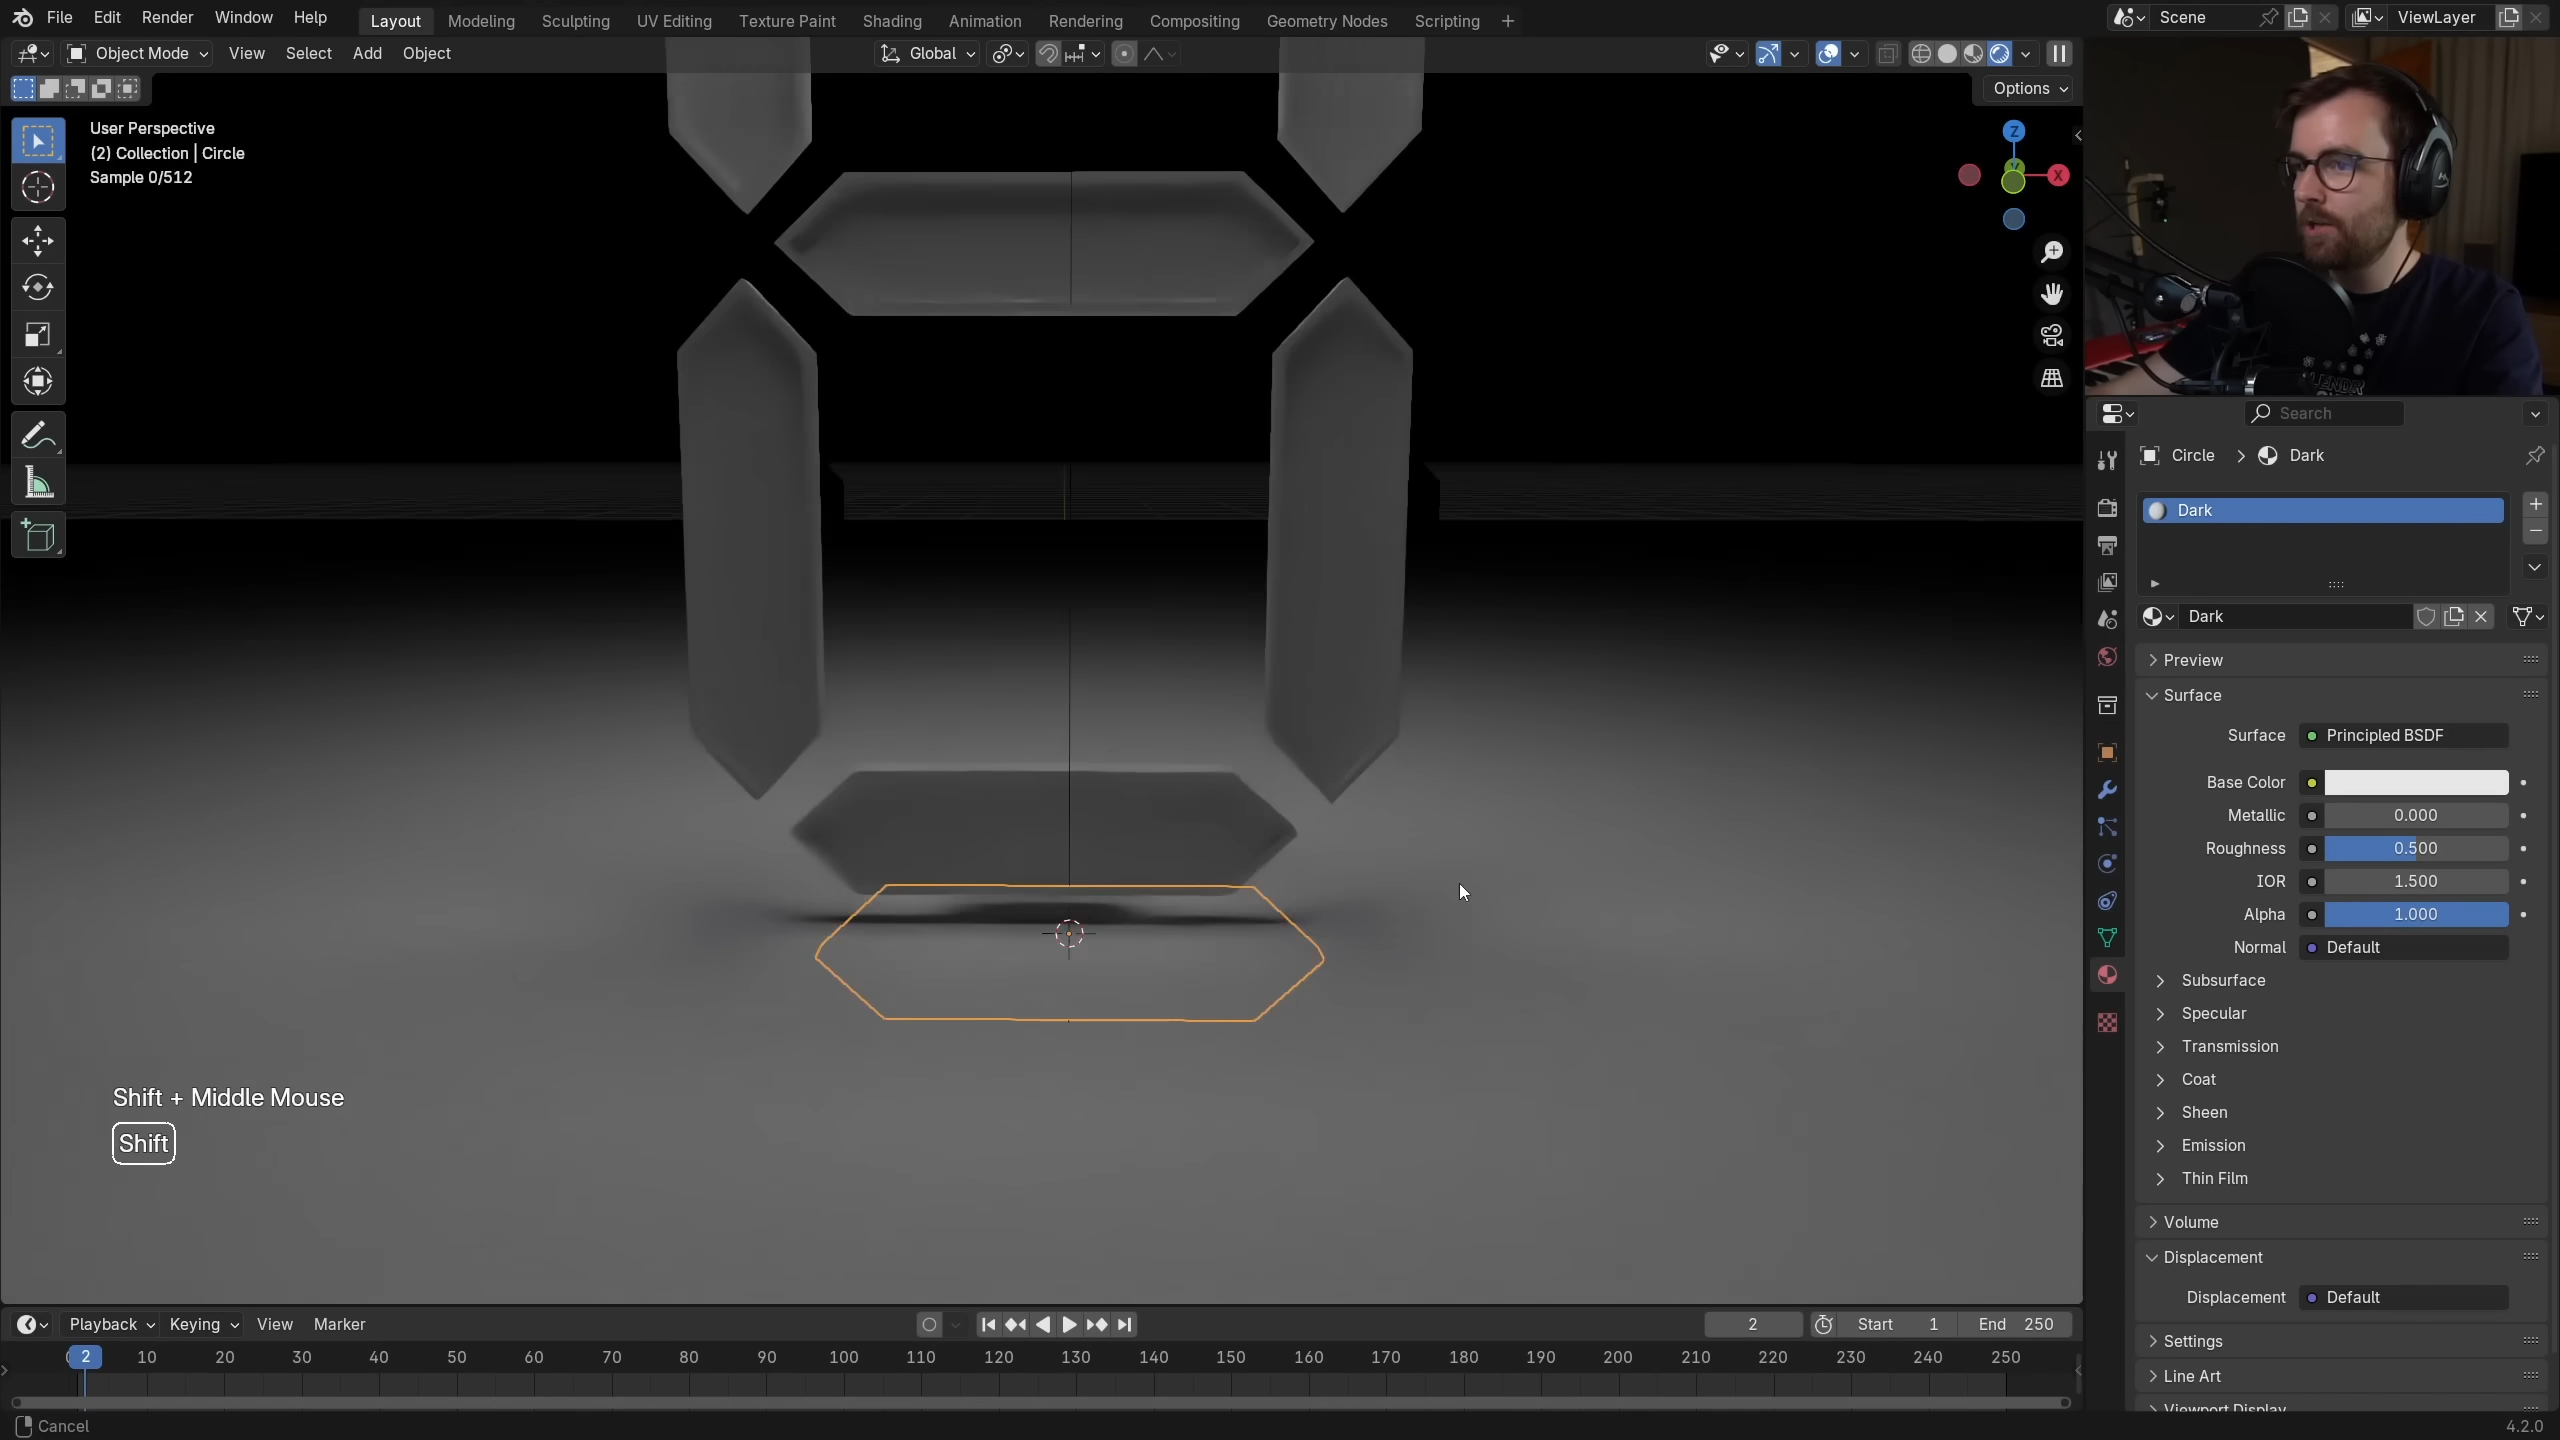 File Edit Render Window Help
Layout Modeling Sculpting UV Editing Texture Paint Shading Animation Rendering Compositing Geometry Nodes Scripting +
Scene
ViewLayer
Object Mode View Select Add Object
Global
Options
User Perspective
(2) Collection | Circle
Sample 0/512
Z
Y
X
Search
Circle > Dark
Dark
Dark
Preview
Surface
Surface Principled BSDF
Base Color
Metallic 0.000
Roughness 0.500
IOR 1.500
Alpha 1.000
Normal Default
Subsurface
Specular
Transmission
Coat
Sheen
Emission
Thin Film
Volume
Displacement
Displacement Default
Settings
Line Art
Viewport Display
Shift + Middle Mouse
Shift
Playback Keying View Marker
2
Start 1
End 250
2 10 20 30 40 50 60 70 80 90 100 110 120 130 140 150 160 170 180 190 200 210 220 230 240 250
Cancel
4.2.0